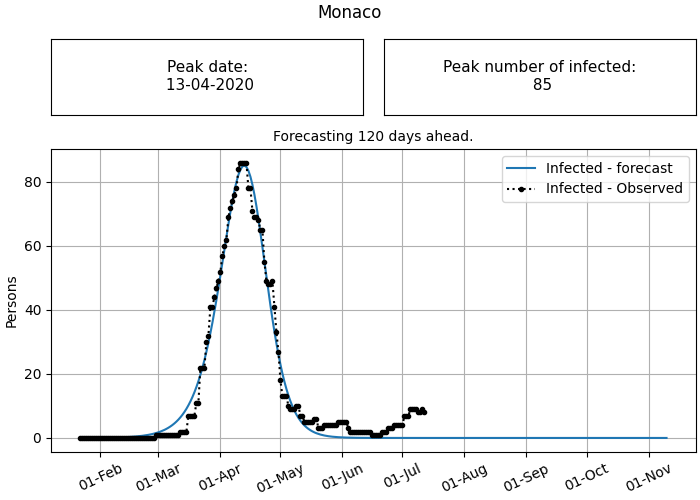 Monaco
Peak date:
13-04-2020
Peak number of infected:
85
Forecasting 120 days ahead.
Infected - forecast
Infected - Observed
Persons
80
60
40
20
0
01-Feb
01-Mar
01-Apr
01-May
01-Jun
01-Jul
01-Aug
01-Sep
01-Oct
01-Nov